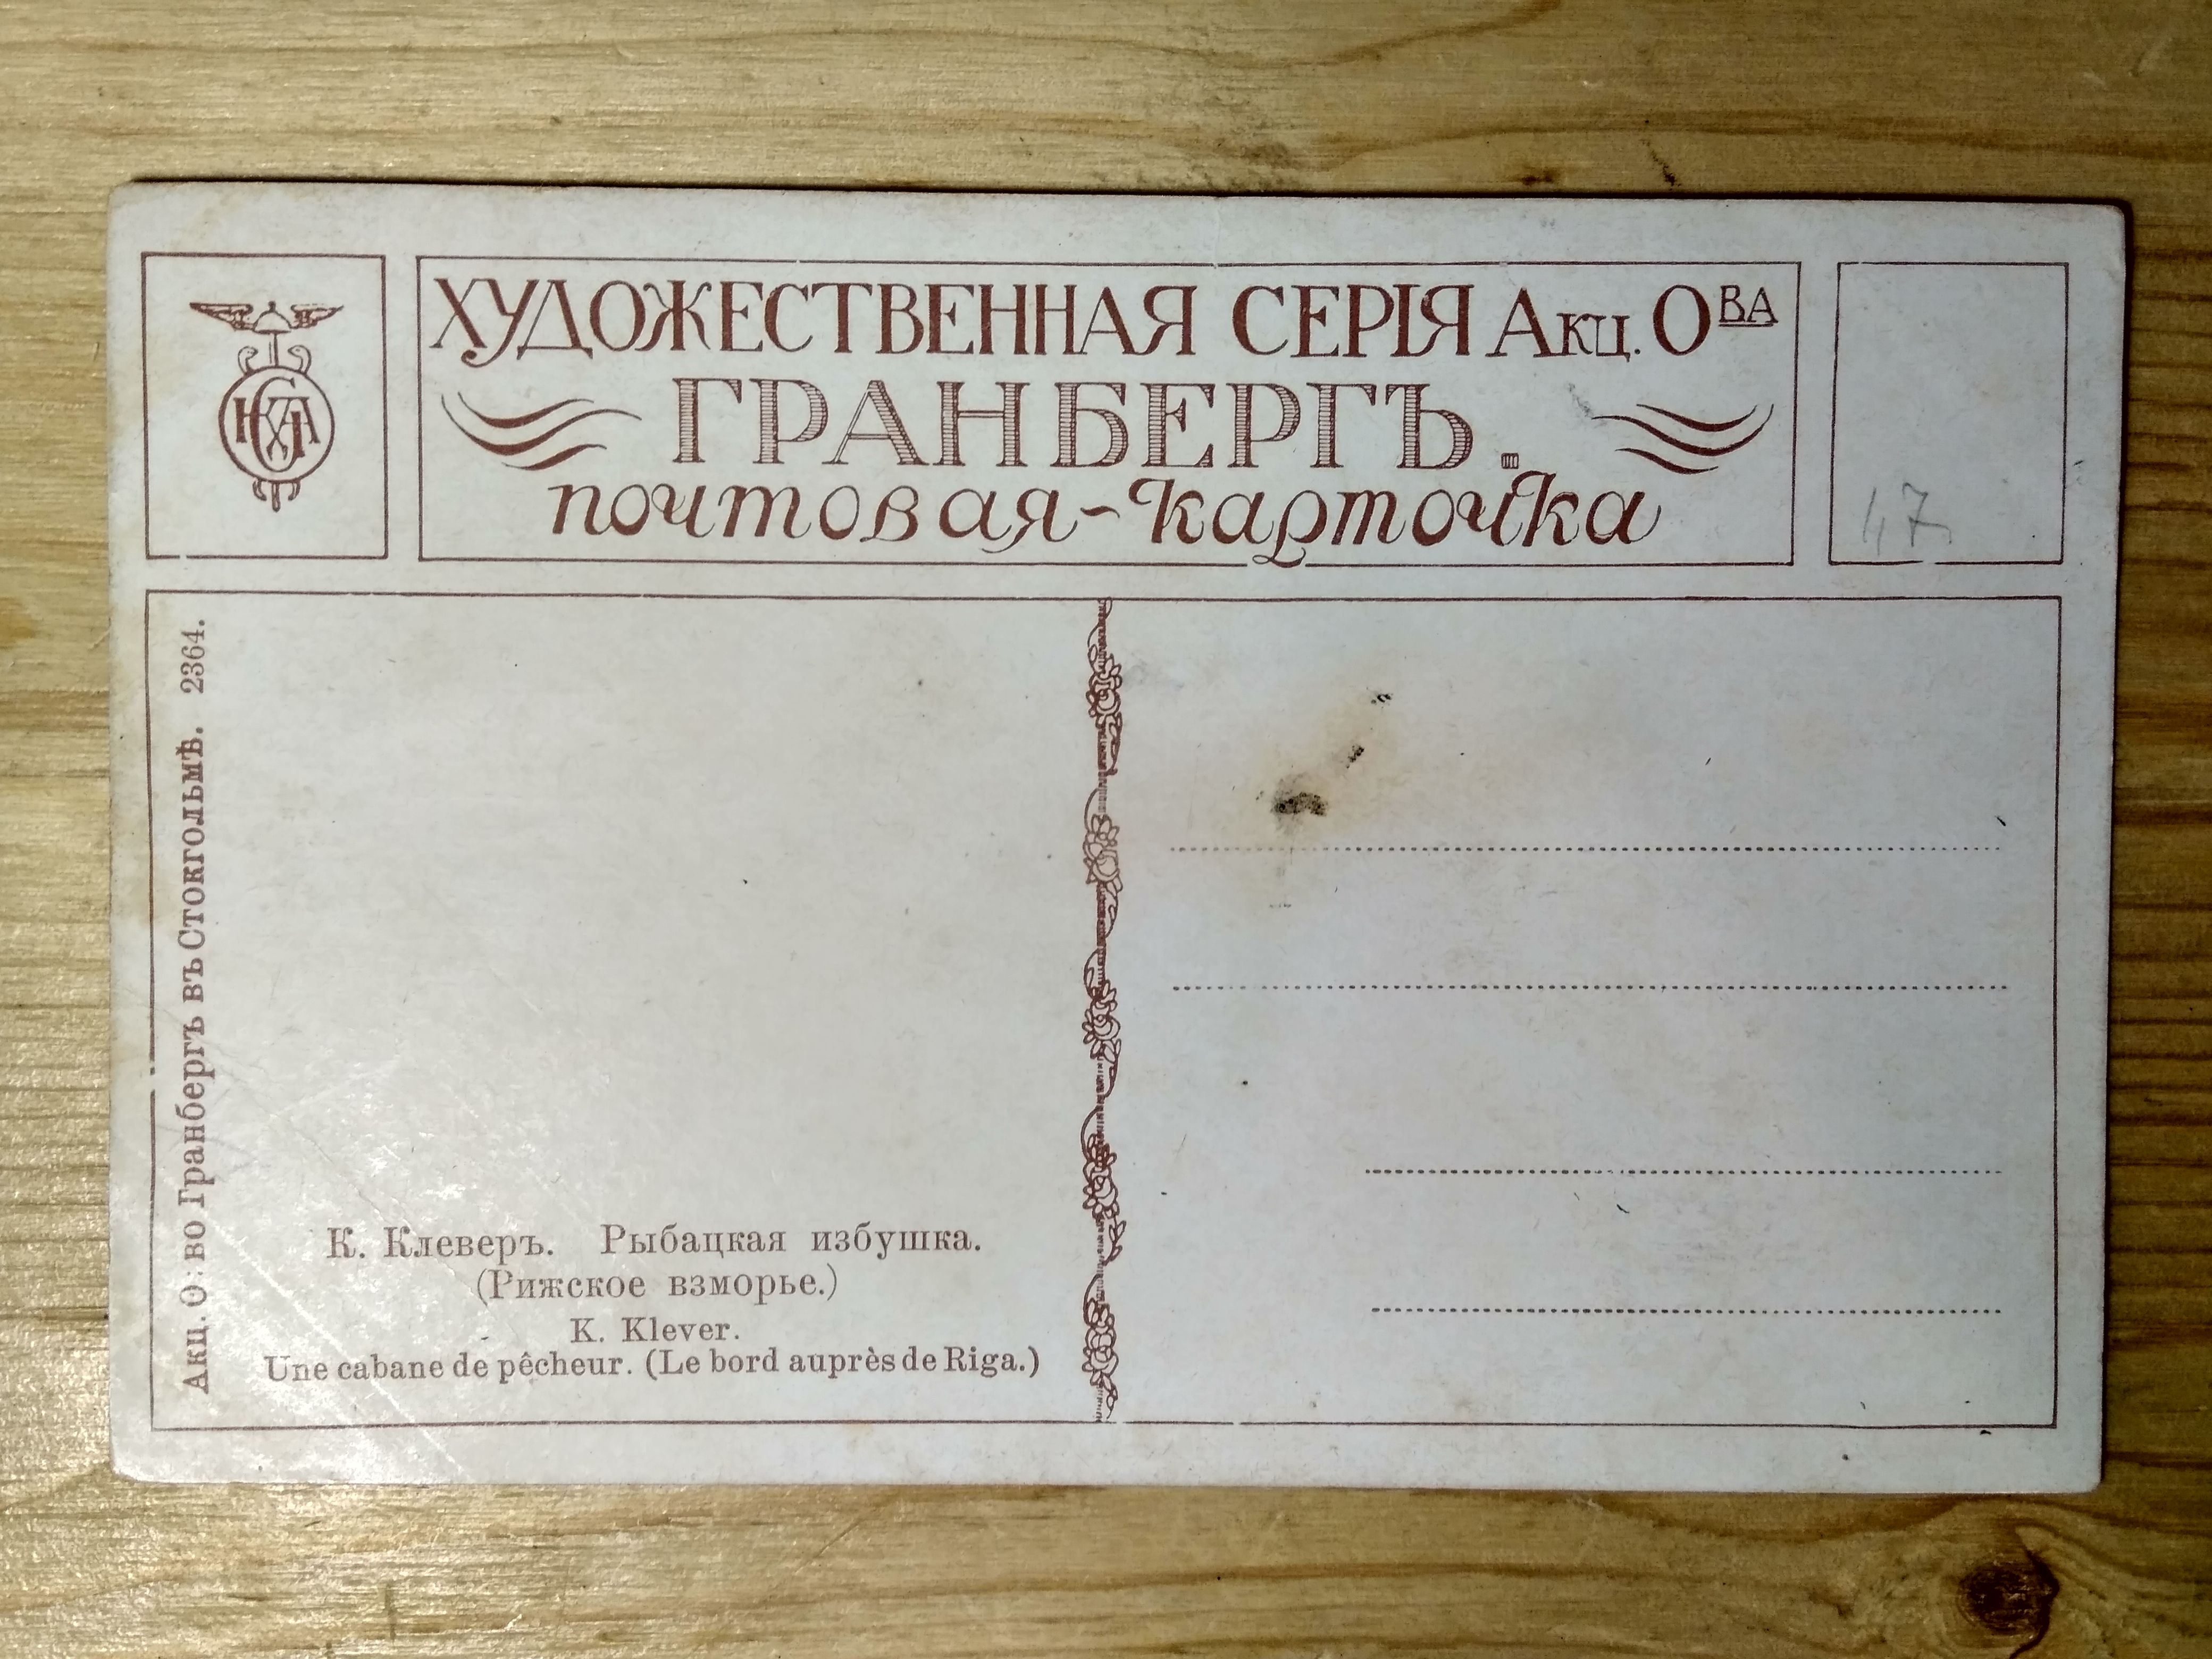 ХУДОЖЕСТВЕННАЯ СЕРІЯ Акц. О ВА
ГРАНБЕРГЪ.
почтовая-карточка
47
Акц. О:во Гранбергъ въ Стокгольмѣ. 2364.
К. Клеверъ. Рыбацкая избушка.
(Рижское взморье.)
K. Klever.
Une cabane de pêcheur. (Le bord auprès de Riga.)